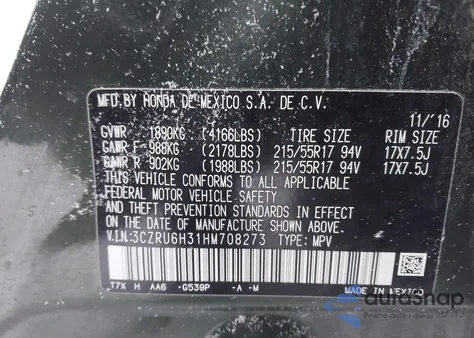 MFD.BY HONDA DE MEXICO S.A. DE C.V.
11/'16
GVWR 1890KG (4166LBS) TIRE SIZE RIM SIZE
GAWR F 988KG (2178LBS) 215/55R17 94V 17X7.5J
GAWR R 902KG (1988LBS) 215/55R17 94V 17X7.5J
THIS VEHICLE CONFORMS TO ALL APPLICABLE
FEDERAL MOTOR VEHICLE SAFETY
AND THEFT PREVENTION STANDARDS IN EFFECT
ON THE DATE OF MANUFACTURE SHOWN ABOVE.
V.I.N:3CZRU6H31HM708273 TYPE: MPV
T7X H AA6 -G539P -A -M
MADE IN MEXICO
autosnap